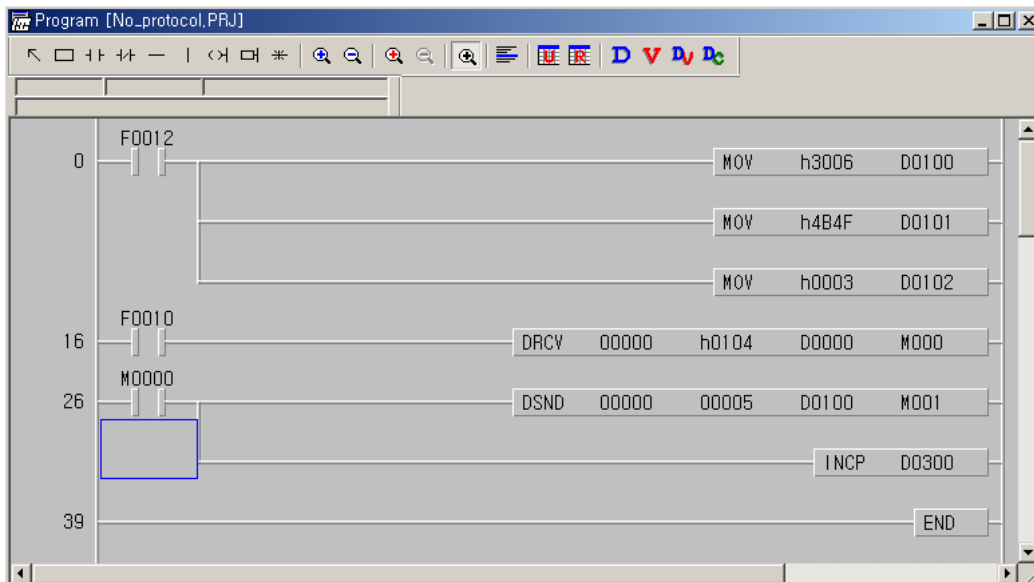 Program [No_protocol,PRJ]
U R D V DV DC
F0012
0 MOV h3006 D0100
MOV h4B4F D0101
MOV h0003 D0102
F0010
16 DRCV 00000 h0104 D0000 M000
M0000
26 DSND 00000 00005 D0100 M001
INCP D0300
39 END